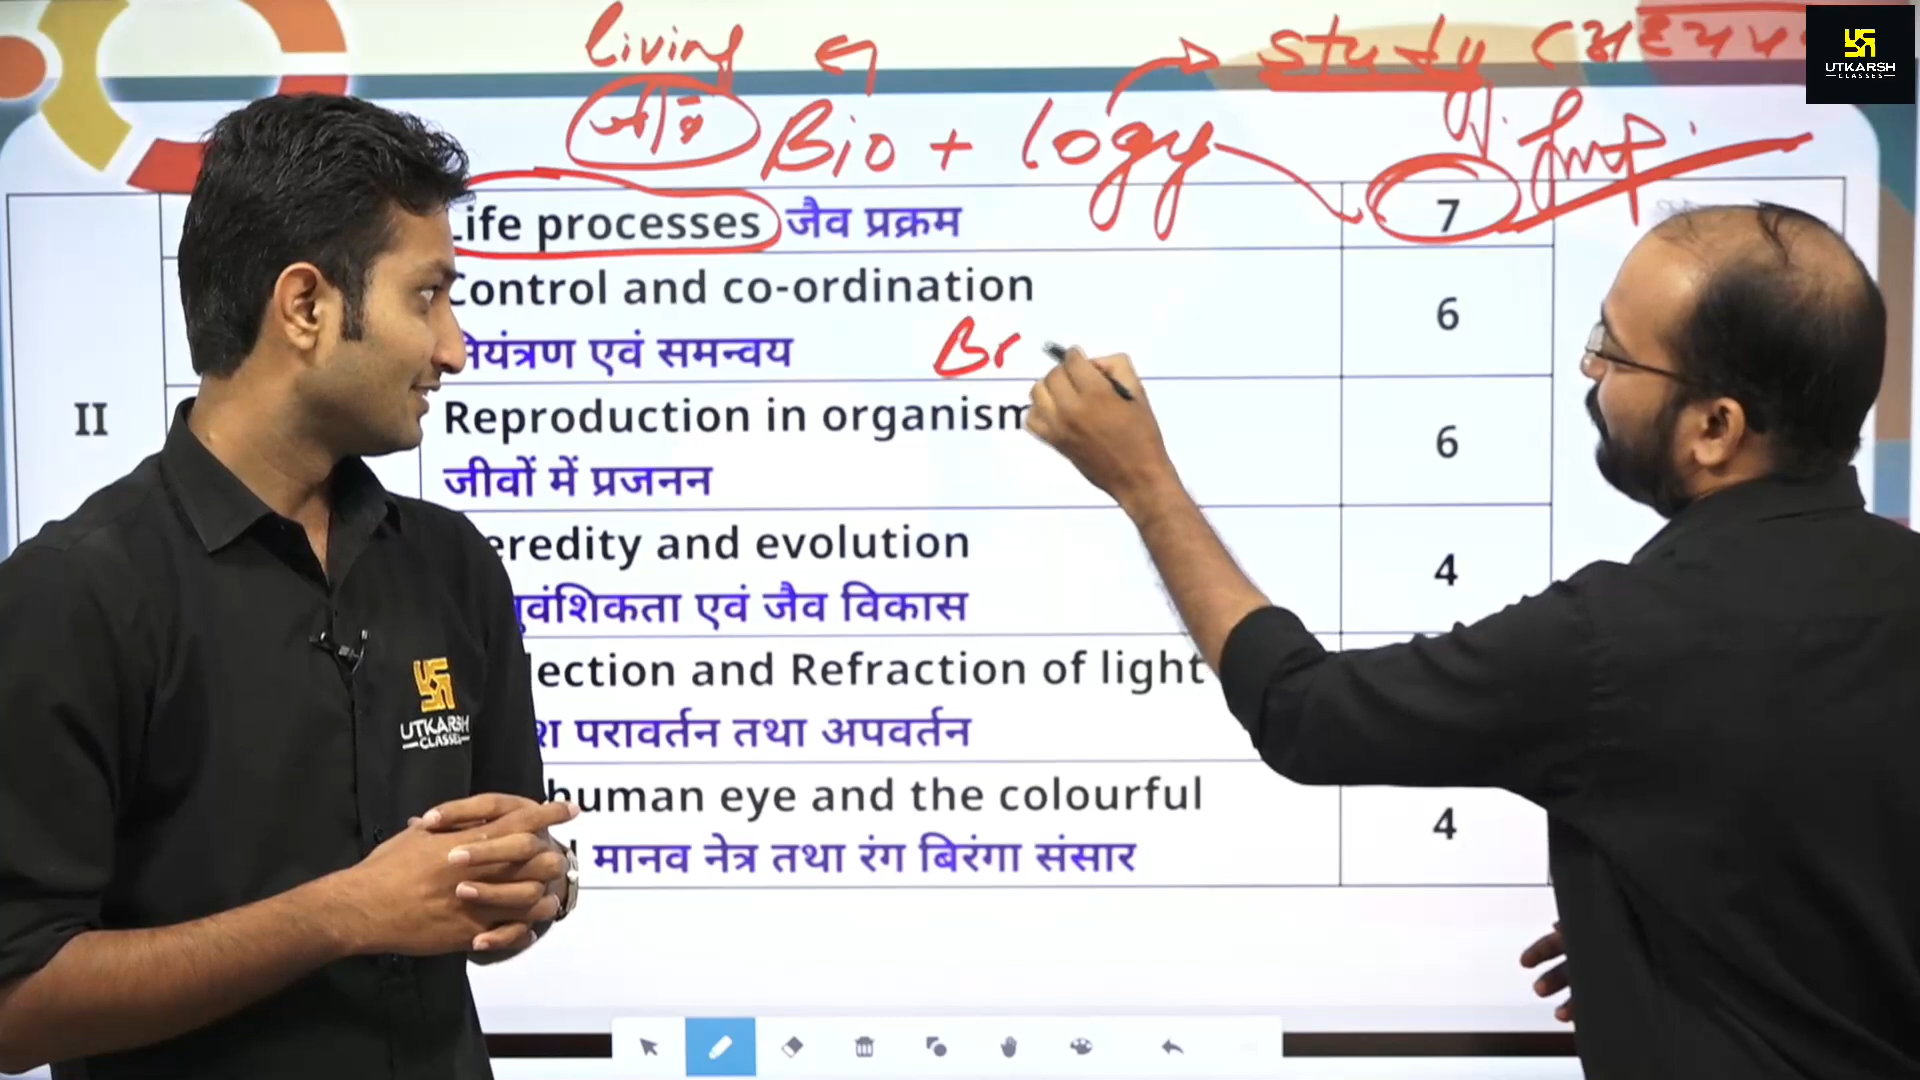 living
study
UTKARSH
CLASSES
Bio + logy
Imp.
Life processes जैव प्रक्रम
7
Control and co-ordination
नियंत्रण एवं समन्वय
6
Br
II
Reproduction in organism
जीवों में प्रजनन
6
eredity and evolution
ुवंशिकता एवं जैव विकास
4
lection and Refraction of light
श परावर्तन तथा अपवर्तन
human eye and the colourful
मानव नेत्र तथा रंग बिरंगा संसार
4
UTKARSH
CLASSES